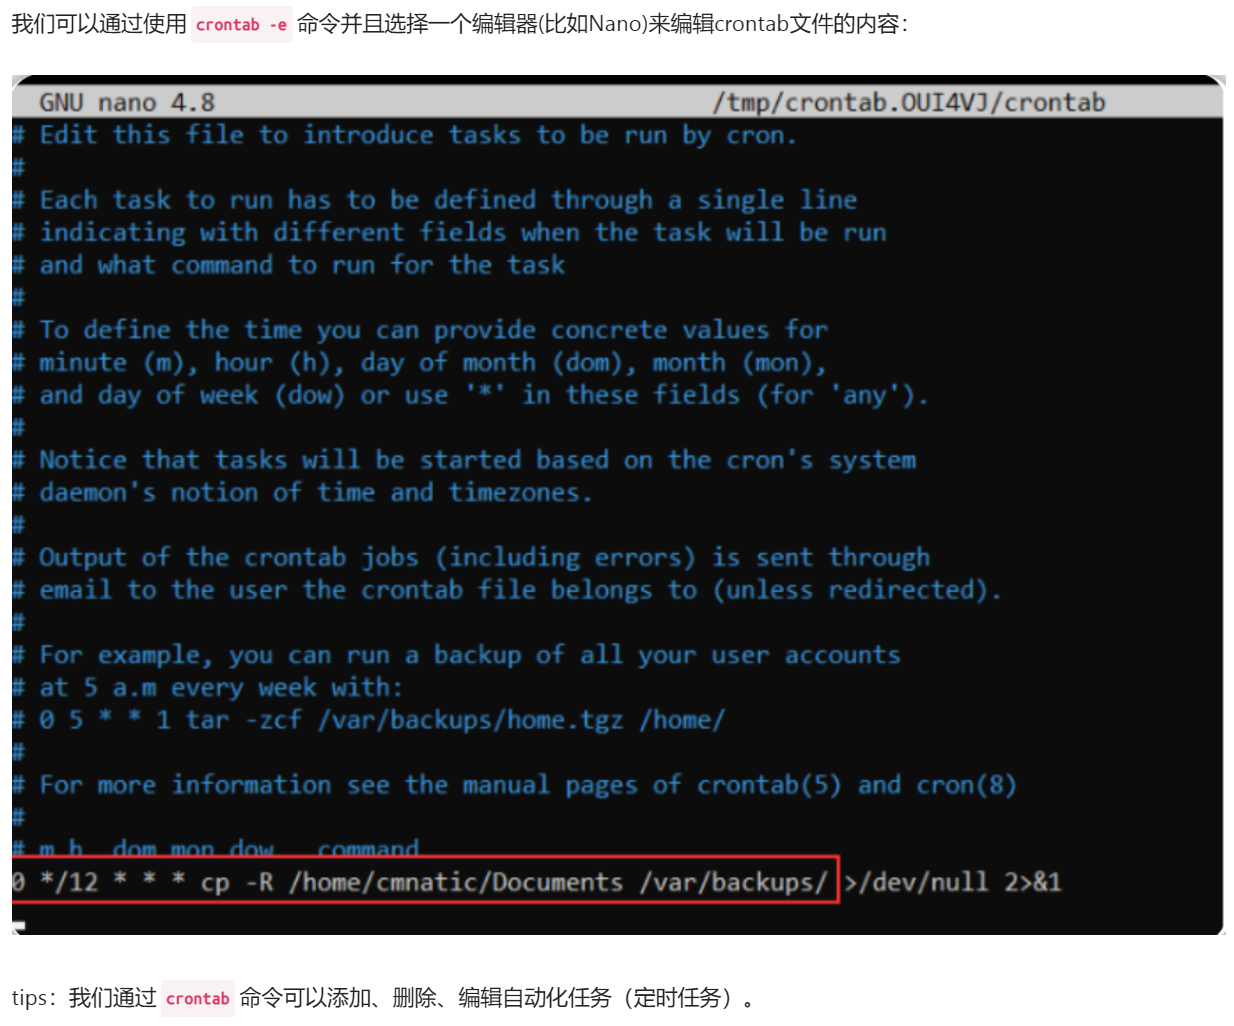 我们可以通过使用 crontab -e 命令并且选择一个编辑器(比如Nano)来编辑crontab文件的内容：
GNU nano 4.8 /tmp/crontab.OUI4VJ/crontab
# Edit this file to introduce tasks to be run by cron.
#
# Each task to run has to be defined through a single line
# indicating with different fields when the task will be run
# and what command to run for the task
#
# To define the time you can provide concrete values for
# minute (m), hour (h), day of month (dom), month (mon),
# and day of week (dow) or use '*' in these fields (for 'any').
#
# Notice that tasks will be started based on the cron's system
# daemon's notion of time and timezones.
#
# Output of the crontab jobs (including errors) is sent through
# email to the user the crontab file belongs to (unless redirected).
#
# For example, you can run a backup of all your user accounts
# at 5 a.m every week with:
# 0 5 * * 1 tar -zcf /var/backups/home.tgz /home/
#
# For more information see the manual pages of crontab(5) and cron(8)
#
# m h  dom mon dow   command
0 */12 * * * cp -R /home/cmnatic/Documents /var/backups/ >/dev/null 2>&1
tips：我们通过 crontab 命令可以添加、删除、编辑自动化任务（定时任务）。